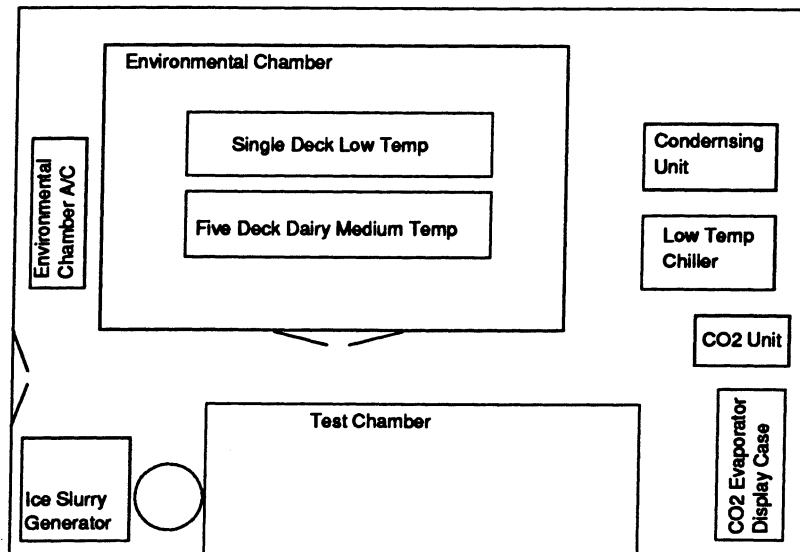 Environmental Chamber
Single Deck Low Temp
Five Deck Dairy Medium Temp
Environmental
Chamber A/C
Condernsing
Unit
Low Temp
Chiller
CO2 Unit
Test Chamber
Ice Slurry
Generator
CO2 Evaporator
Display Case